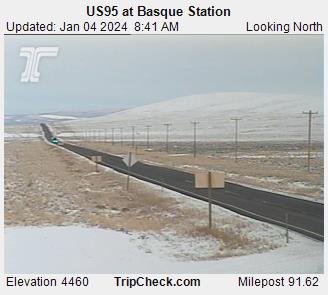 US95 at Basque Station
Updated: Jan 04 2024 8:41 AM Looking North
Elevation 4460 TripCheck.com Milepost 91.62